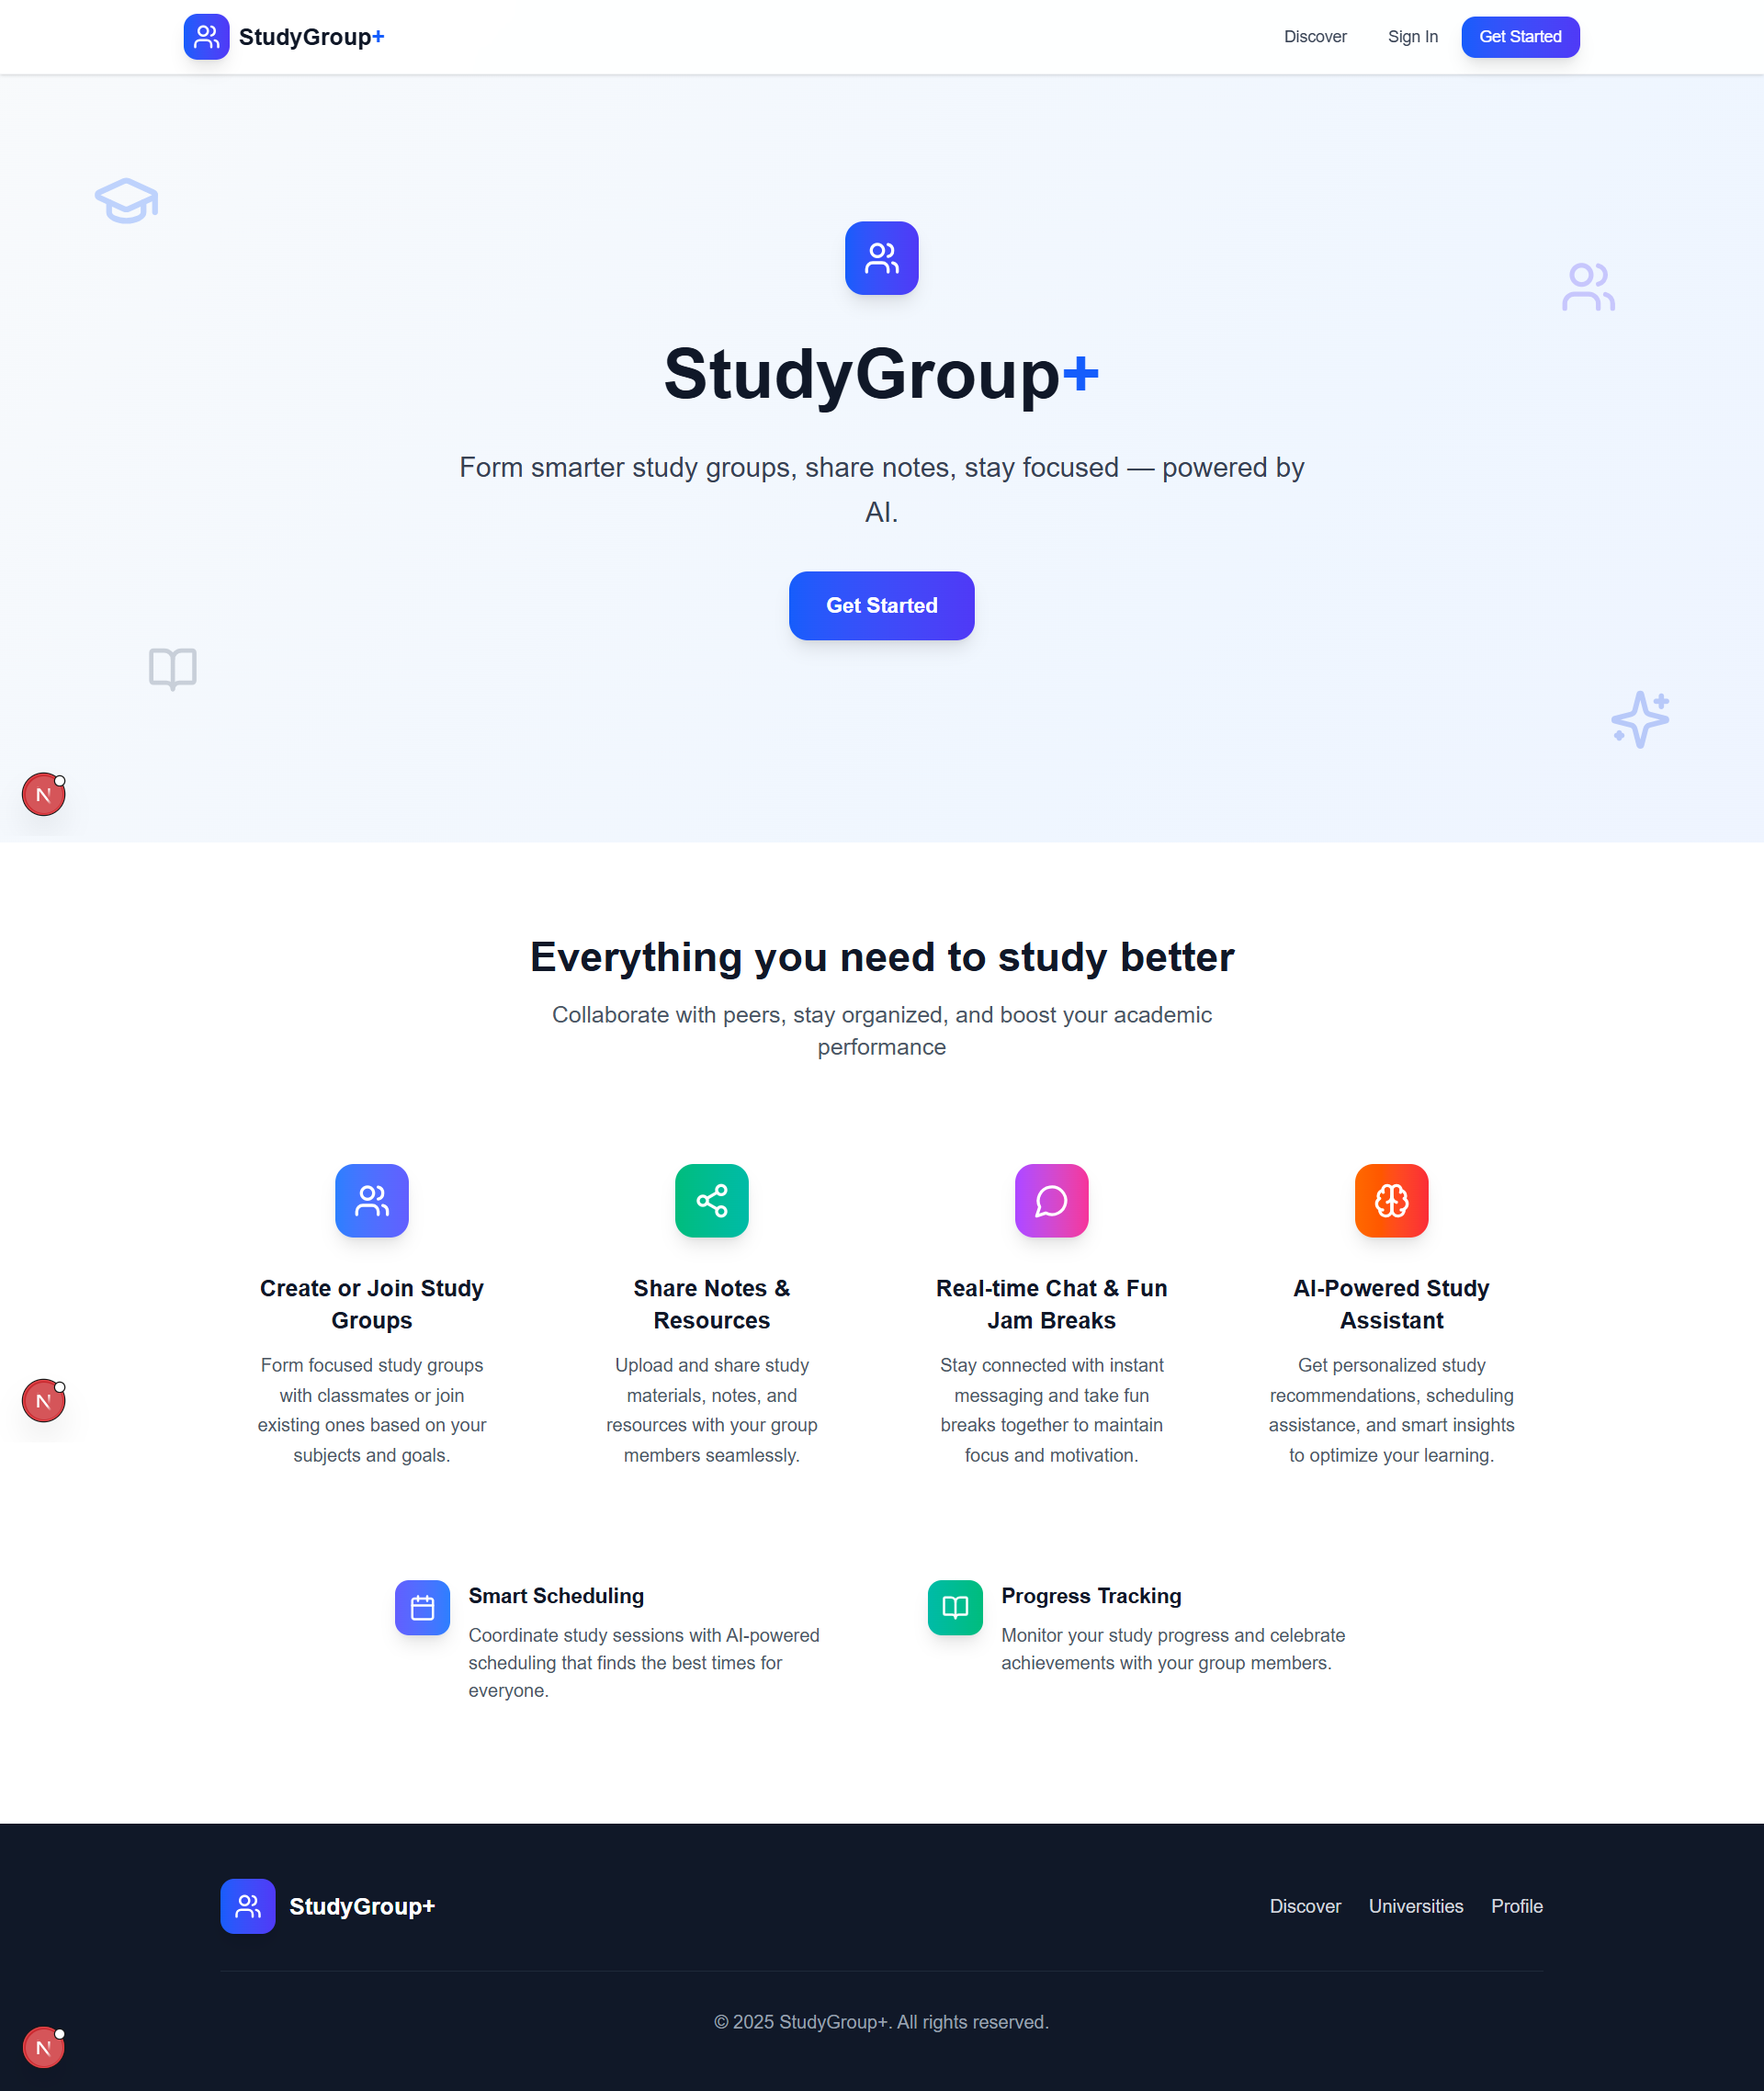 StudyGroup+
Discover
Sign In
Get Started
StudyGroup+
Form smarter study groups, share notes, stay focused — powered by
AI.
Get Started
N
Everything you need to study better
Collaborate with peers, stay organized, and boost your academic
performance
Create or Join Study
Groups
Form focused study groups
with classmates or join
existing ones based on your
subjects and goals.
Share Notes &
Resources
Upload and share study
materials, notes, and
resources with your group
members seamlessly.
Real-time Chat & Fun
Jam Breaks
Stay connected with instant
messaging and take fun
breaks together to maintain
focus and motivation.
AI-Powered Study
Assistant
Get personalized study
recommendations, scheduling
assistance, and smart insights
to optimize your learning.
N
Smart Scheduling
Coordinate study sessions with AI-powered
scheduling that finds the best times for
everyone.
Progress Tracking
Monitor your study progress and celebrate
achievements with your group members.
StudyGroup+
Discover
Universities
Profile
© 2025 StudyGroup+. All rights reserved.
N